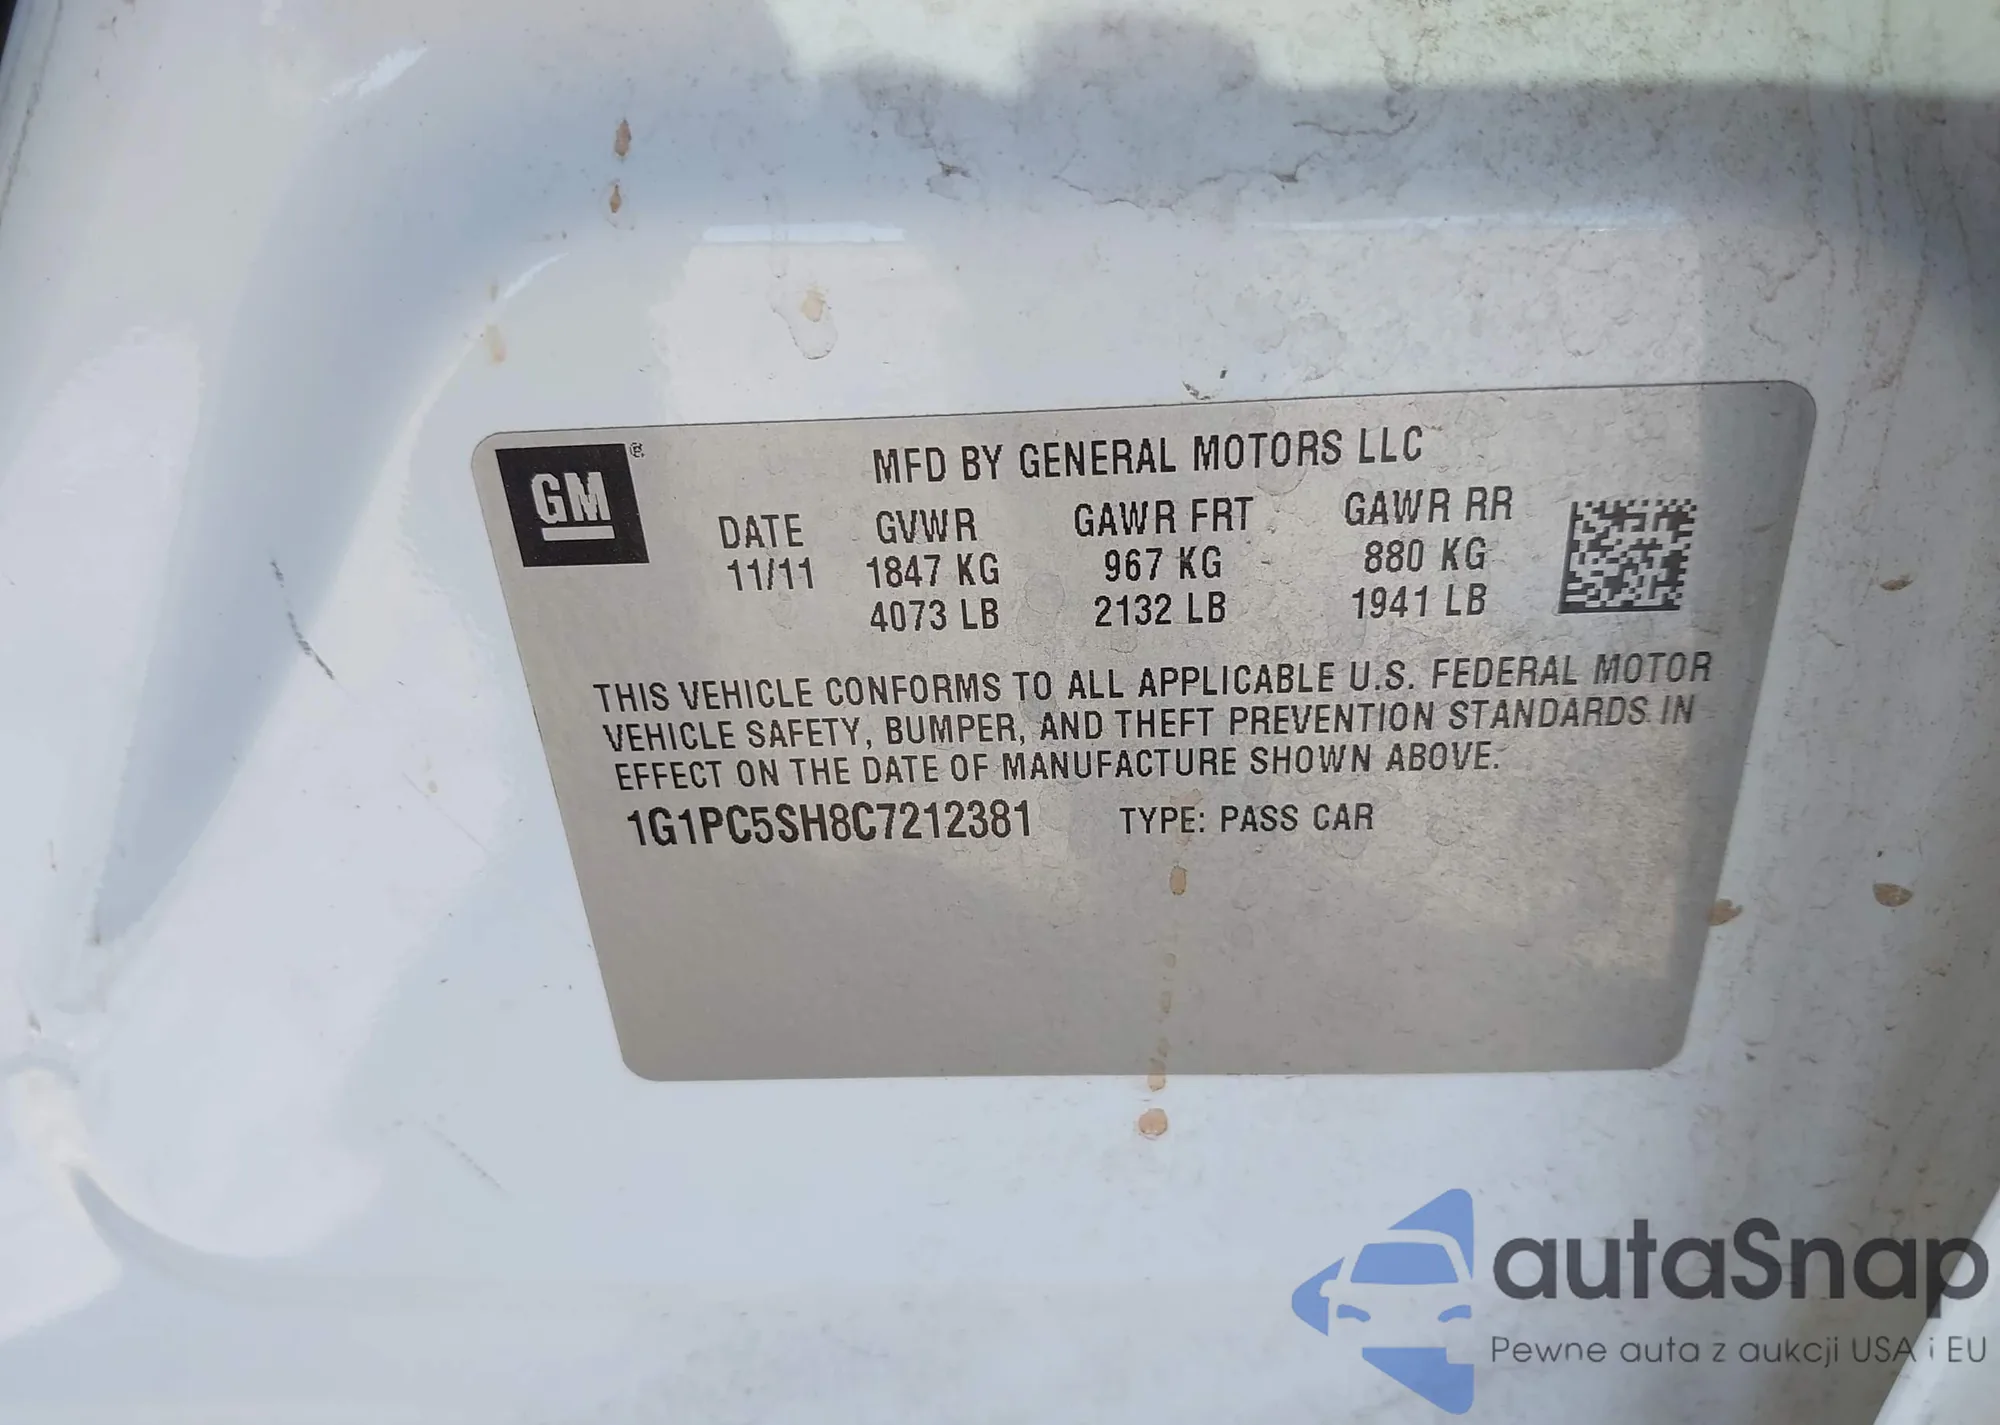 GM ®
MFD BY GENERAL MOTORS LLC
DATE GVWR GAWR FRT GAWR RR
11/11 1847 KG 967 KG 880 KG
4073 LB 2132 LB 1941 LB
THIS VEHICLE CONFORMS TO ALL APPLICABLE U.S. FEDERAL MOTOR
VEHICLE SAFETY, BUMPER, AND THEFT PREVENTION STANDARDS IN
EFFECT ON THE DATE OF MANUFACTURE SHOWN ABOVE.
1G1PC5SH8C7212381 TYPE: PASS CAR
autaSnap
Pewne auta z aukcji USA i EU